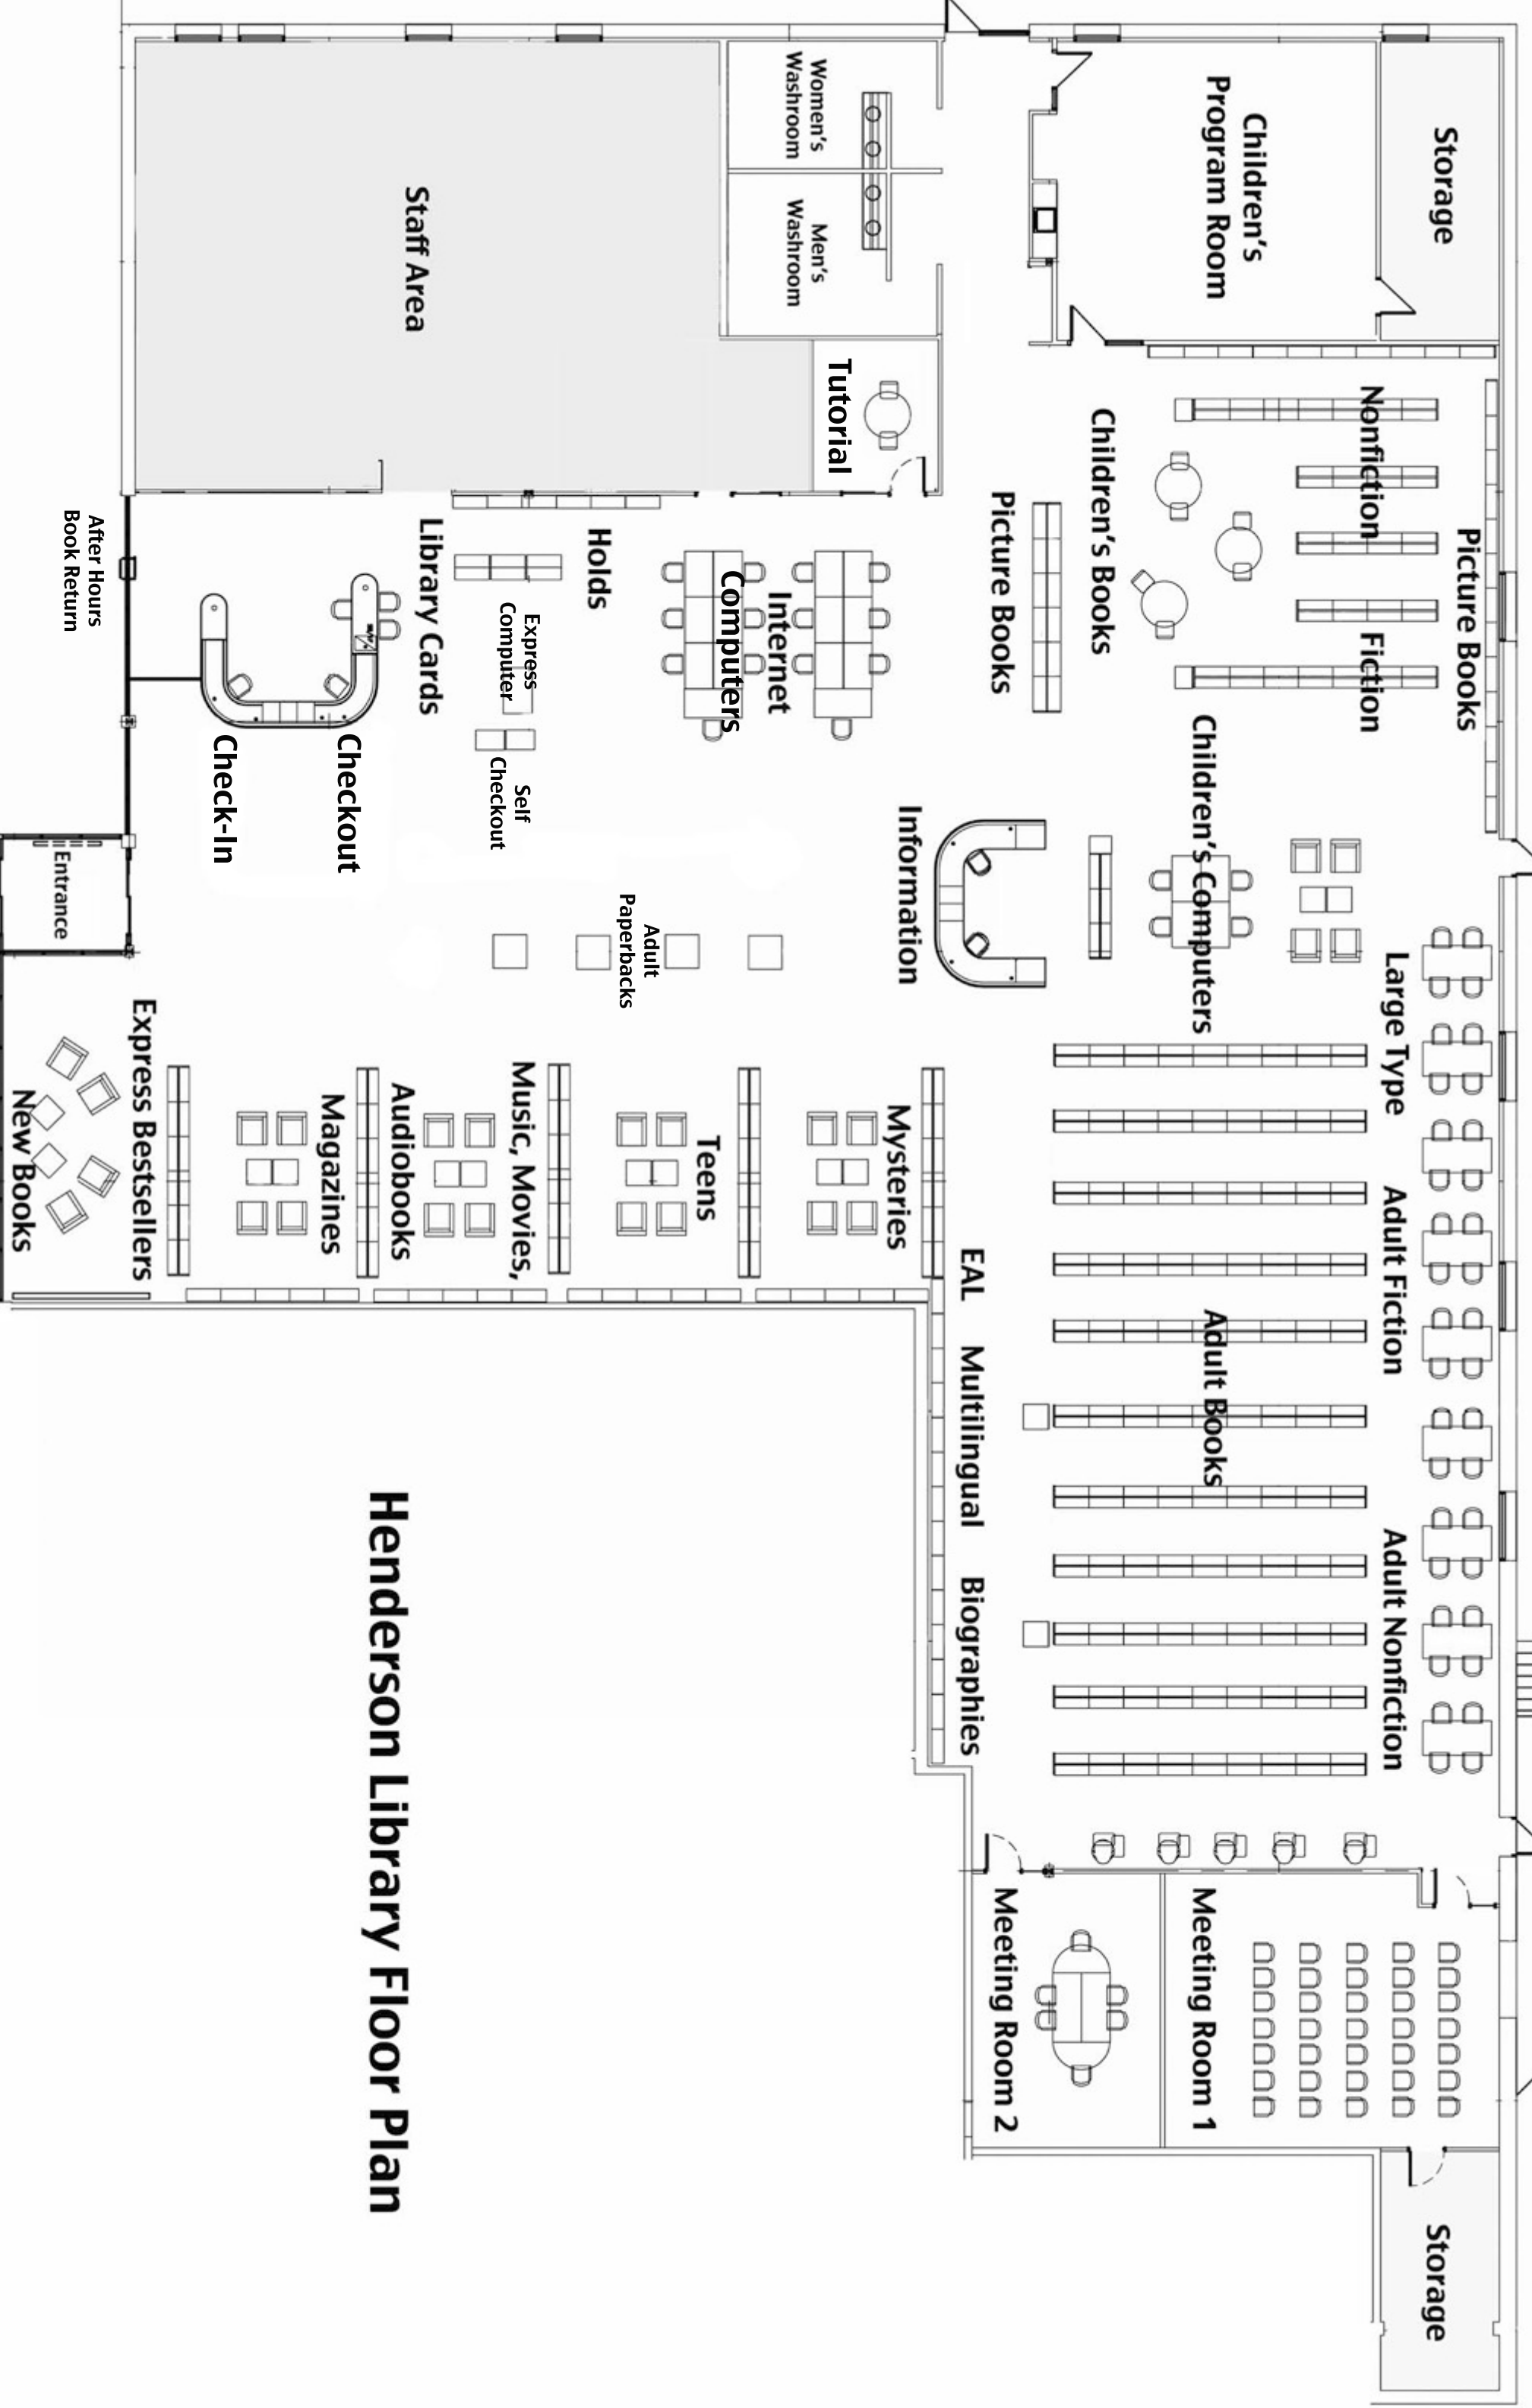 Storage
Picture Books
Storage
Large Type
Adult Fiction
Adult Nonfiction
Nonfiction
Fiction
Children's
Program Room
Children's Computers
Adult Books
Meeting Room 1
Children's Books
Picture Books
Meeting Room 2
EAL
Multilingual
Biographies
Information
Mysteries
Tutorial
Women's
Washroom
Men's
Washroom
Internet
Computers
Teens
Adult
Paperbacks
Holds
Express
Computer
Self
Checkout
Music, Movies,
Audiobooks
Library Cards
Staff Area
Henderson Library Floor Plan
Checkout
Magazines
Check-In
Express Bestsellers
After Hours
Book Return
Entrance
New Books